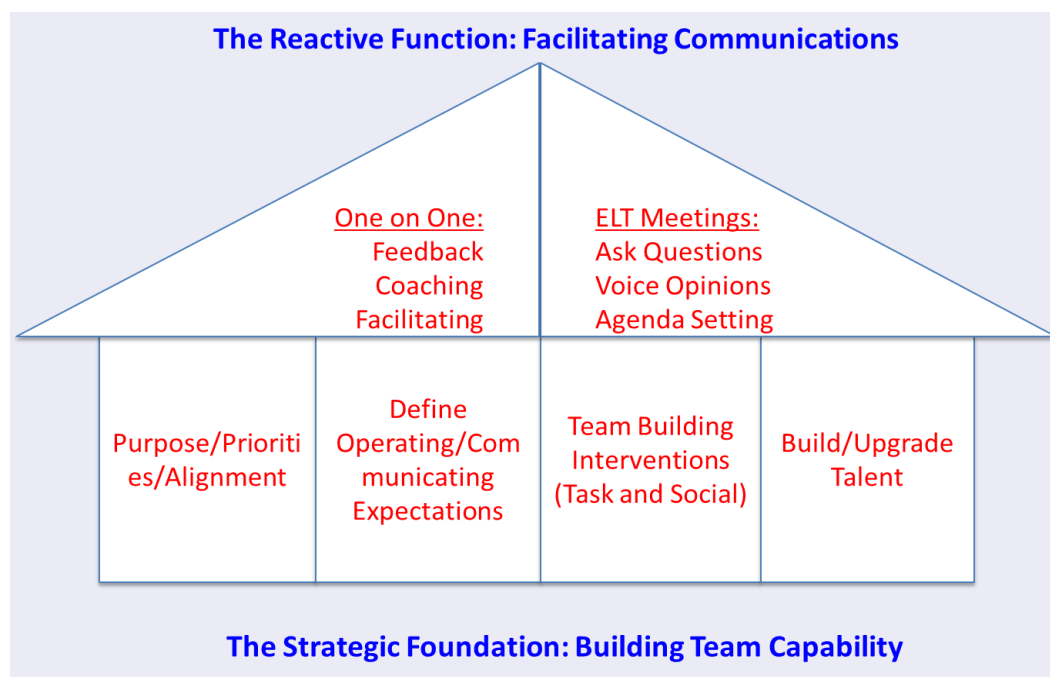 The Reactive Function: Facilitating Communications
One on One:
Feedback
Coaching
Facilitating
ELT Meetings:
Ask Questions
Voice Opinions
Agenda Setting
Purpose/Prioriti
es/Alignment
Define
Operating/Com
municating
Expectations
Team Building
Interventions
(Task and Social)
Build/Upgrade
Talent
The Strategic Foundation: Building Team Capability